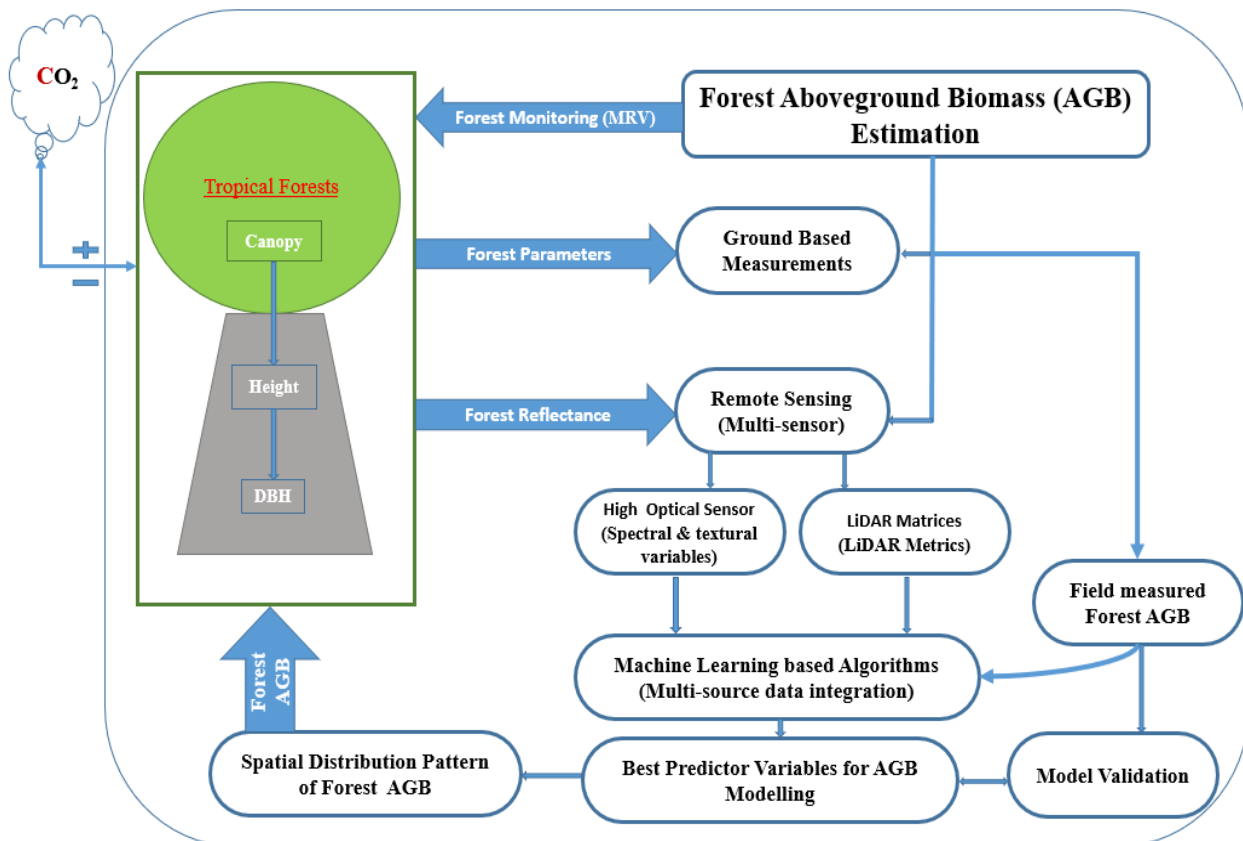 CO₂
+
−
Tropical Forests
Canopy
Height
DBH
Forest Monitoring (MRV)
Forest Aboveground Biomass (AGB)
Estimation
Forest Parameters
Ground Based
Measurements
Forest Reflectance
Remote Sensing
(Multi-sensor)
High Optical Sensor
(Spectral & textural
variables)
LiDAR Matrices
(LiDAR Metrics)
Field measured
Forest AGB
Machine Learning based Algorithms
(Multi-source data integration)
Forest
AGB
Spatial Distribution Pattern
of Forest AGB
Best Predictor Variables for AGB
Modelling
Model Validation